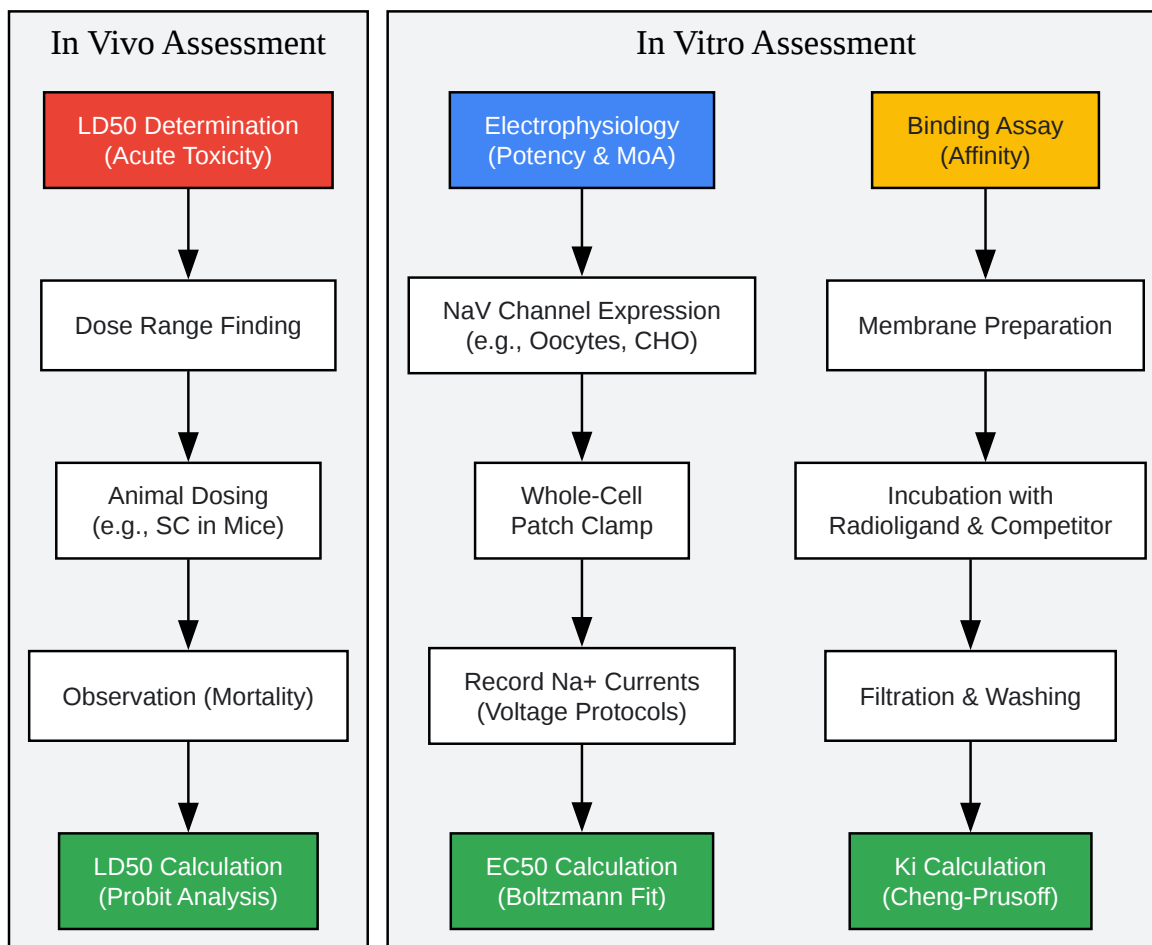 In Vivo Assessment
LD50 Determination
(Acute Toxicity)
Dose Range Finding
Animal Dosing
(e.g., SC in Mice)
Observation (Mortality)
LD50 Calculation
(Probit Analysis)
In Vitro Assessment
Electrophysiology
(Potency & MoA)
NaV Channel Expression
(e.g., Oocytes, CHO)
Whole-Cell
Patch Clamp
Record Na+ Currents
(Voltage Protocols)
EC50 Calculation
(Boltzmann Fit)
Binding Assay
(Affinity)
Membrane Preparation
Incubation with
Radioligand & Competitor
Filtration & Washing
Ki Calculation
(Cheng-Prusoff)